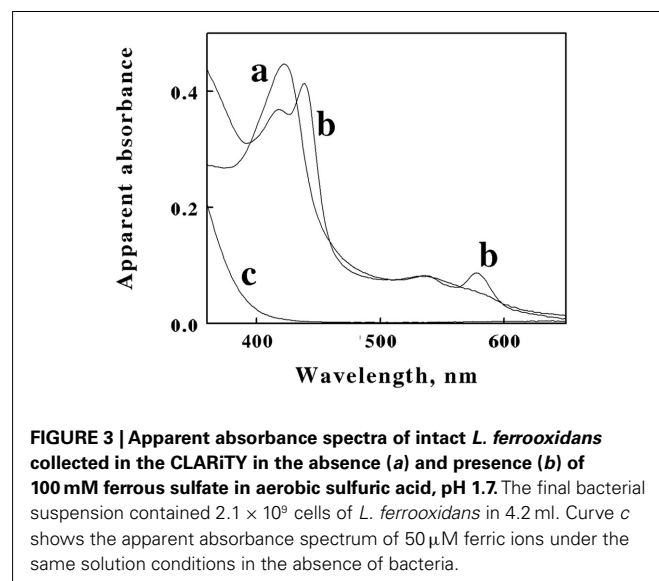 Apparent absorbance
0.4
0.2
0.0
a
b
b
c
400
500
600
Wavelength, nm
FIGURE 3 | Apparent absorbance spectra of intact L. ferrooxidans
collected in the CLARiTY in the absence (a) and presence (b) of
100 mM ferrous sulfate in aerobic sulfuric acid, pH 1.7. The final bacterial
suspension contained 2.1 × 10⁹ cells of L. ferrooxidans in 4.2 ml. Curve c
shows the apparent absorbance spectrum of 50 μM ferric ions under the
same solution conditions in the absence of bacteria.